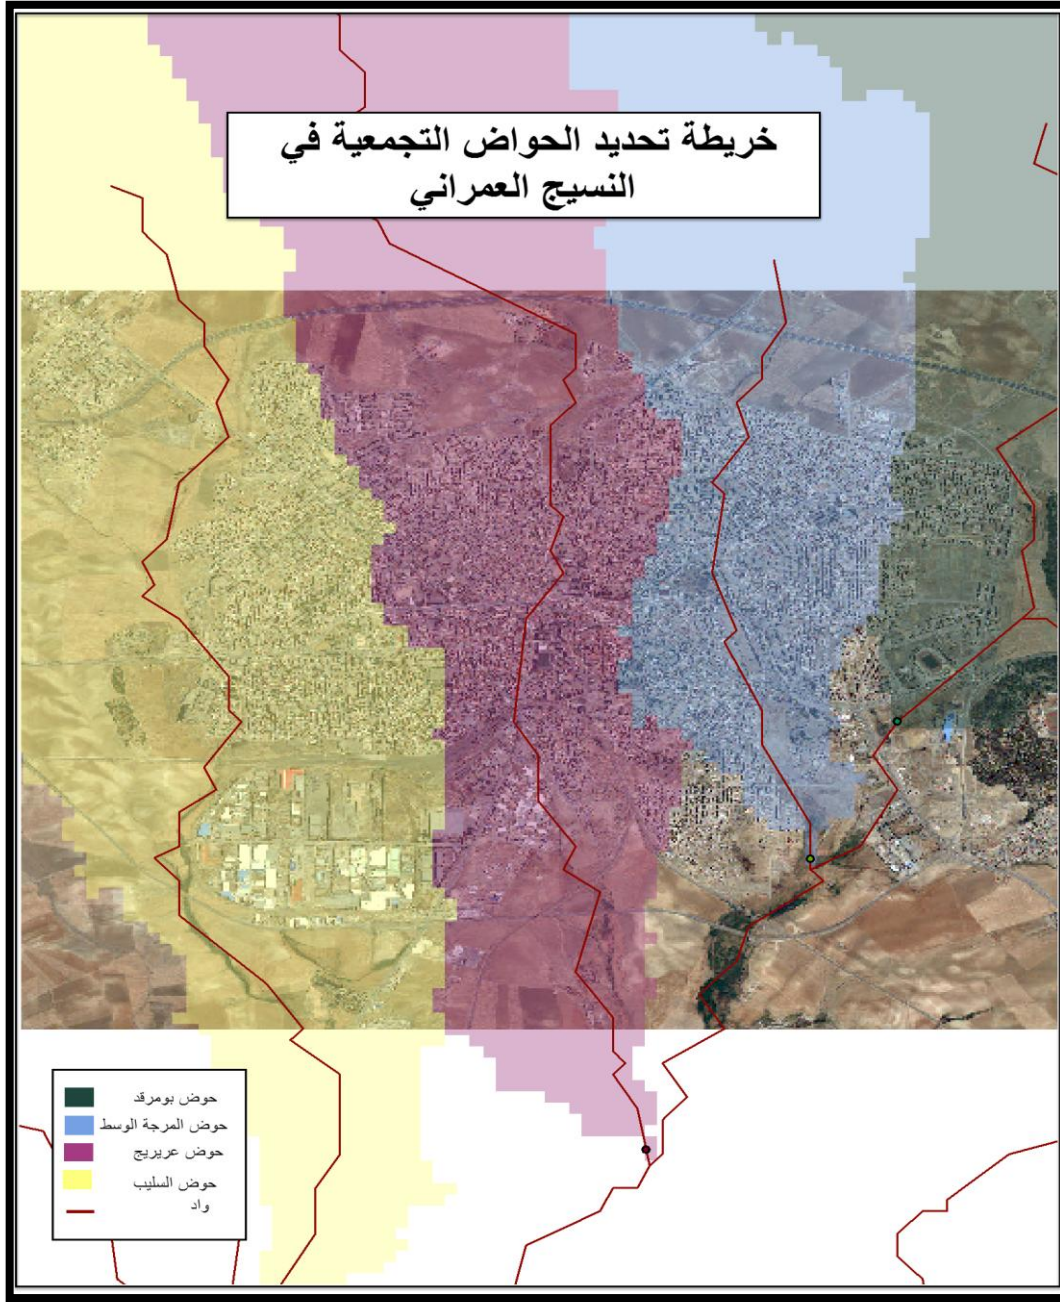 خريطة تحديد الحواض التجمعية في
النسيج العمراني
حوض بومرقد
حوض المرجة الوسط
حوض عريريج
حوض السليب
واد